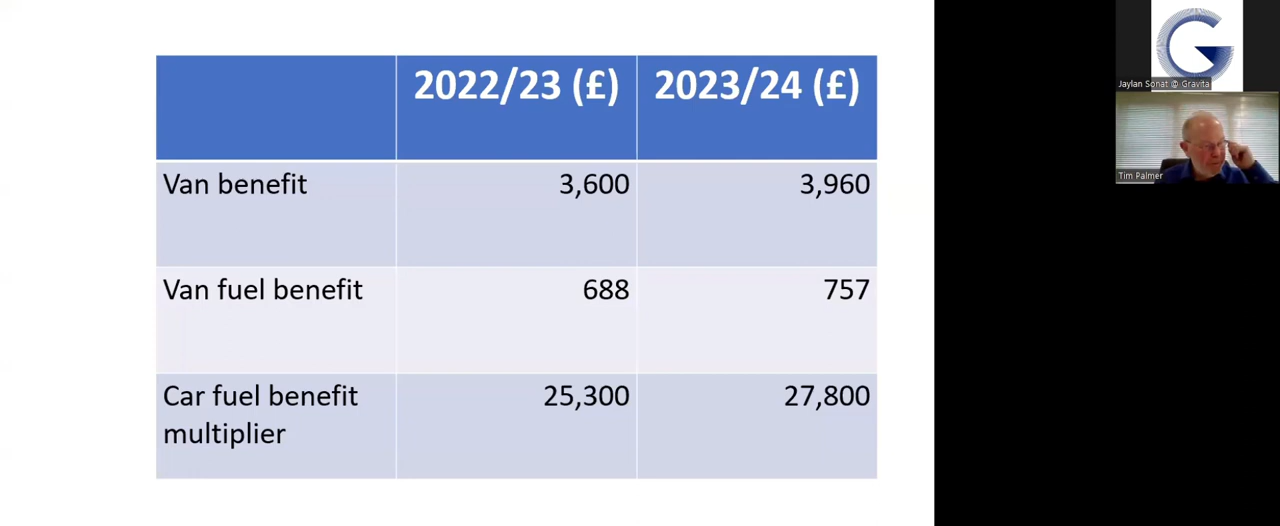 2022/23 (£) 2023/24 (£)
Van benefit 3,600 3,960
Van fuel benefit 688 757
Car fuel benefit 25,300 27,800
multiplier
G
Jaylan Sonat @ Gravita
Tim Palmer